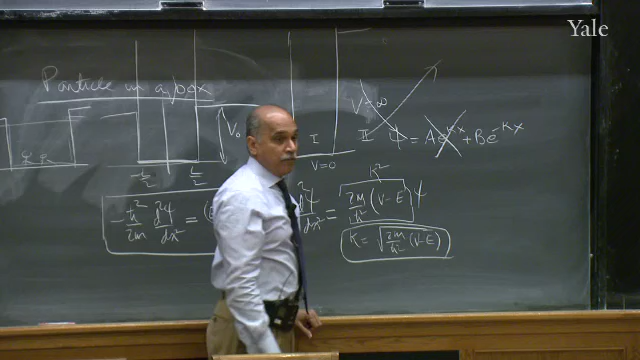 Yale
Particle in a box
V₀
V=∞
I
II
ψ = Ae^{κx} + Be^{-κx}
V=0
-L/2
L/2
κ²
-ħ²/2m d²ψ/dx² = (E
d²ψ/dx² = 2m/ħ² (V-E) ψ
κ = √(2m/ħ² (V-E))